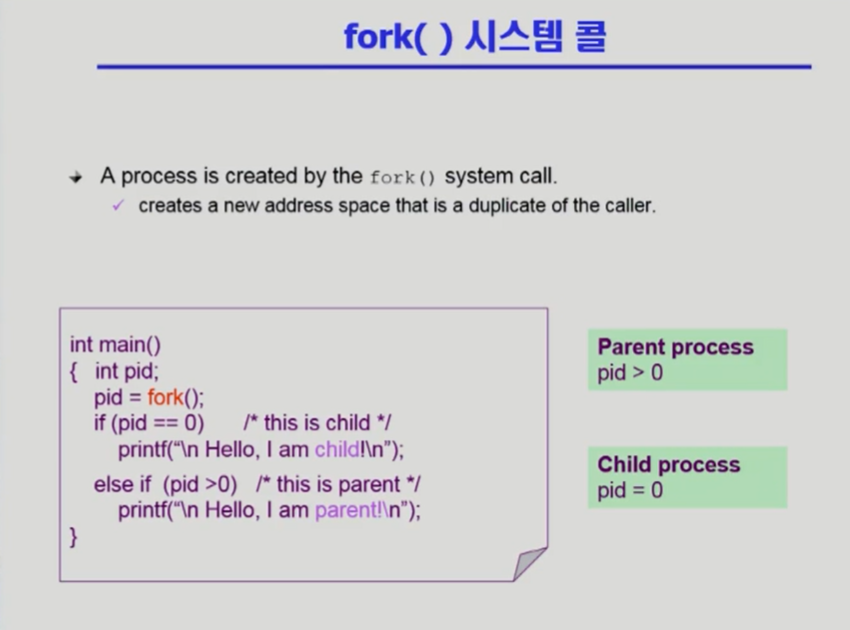 fork( ) 시스템 콜
A process is created by the fork() system call.
✓ creates a new address space that is a duplicate of the caller.
int main()
{ int pid;
pid = fork();
if (pid == 0) /* this is child */
printf(“\n Hello, I am child!\n”);
else if (pid >0) /* this is parent */
printf(“\n Hello, I am parent!\n”);
}
Parent process
pid > 0
Child process
pid = 0